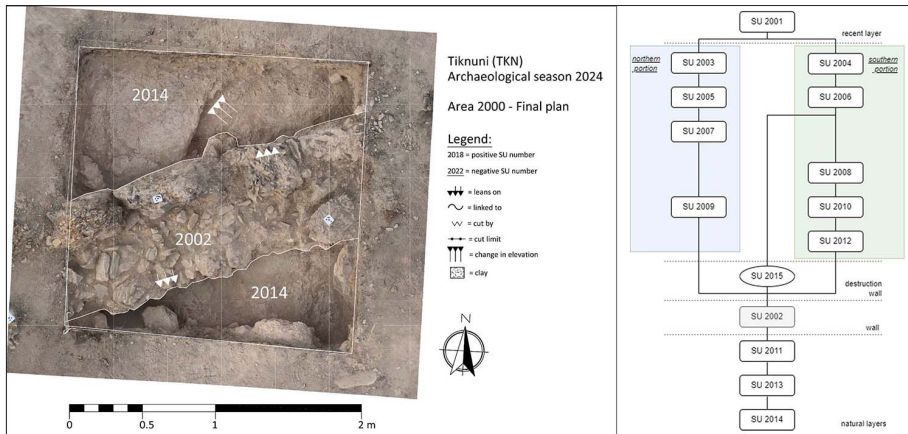 2014
2002
2014
Tiknuni (TKN)
Archaeological season 2024
Area 2000 - Final plan
Legend:
2018 = positive SU number
2022 = negative SU number
= leans on
= linked to
= cut by
= cut limit
= change in elevation
= clay
N
0 0.5 1 2 m
SU 2001
recent layer
northern
portion
SU 2003
SU 2004
southern
portion
SU 2005
SU 2006
SU 2007
SU 2008
SU 2009
SU 2010
SU 2012
SU 2015
destruction
wall
SU 2002
wall
SU 2011
SU 2013
SU 2014
natural layers